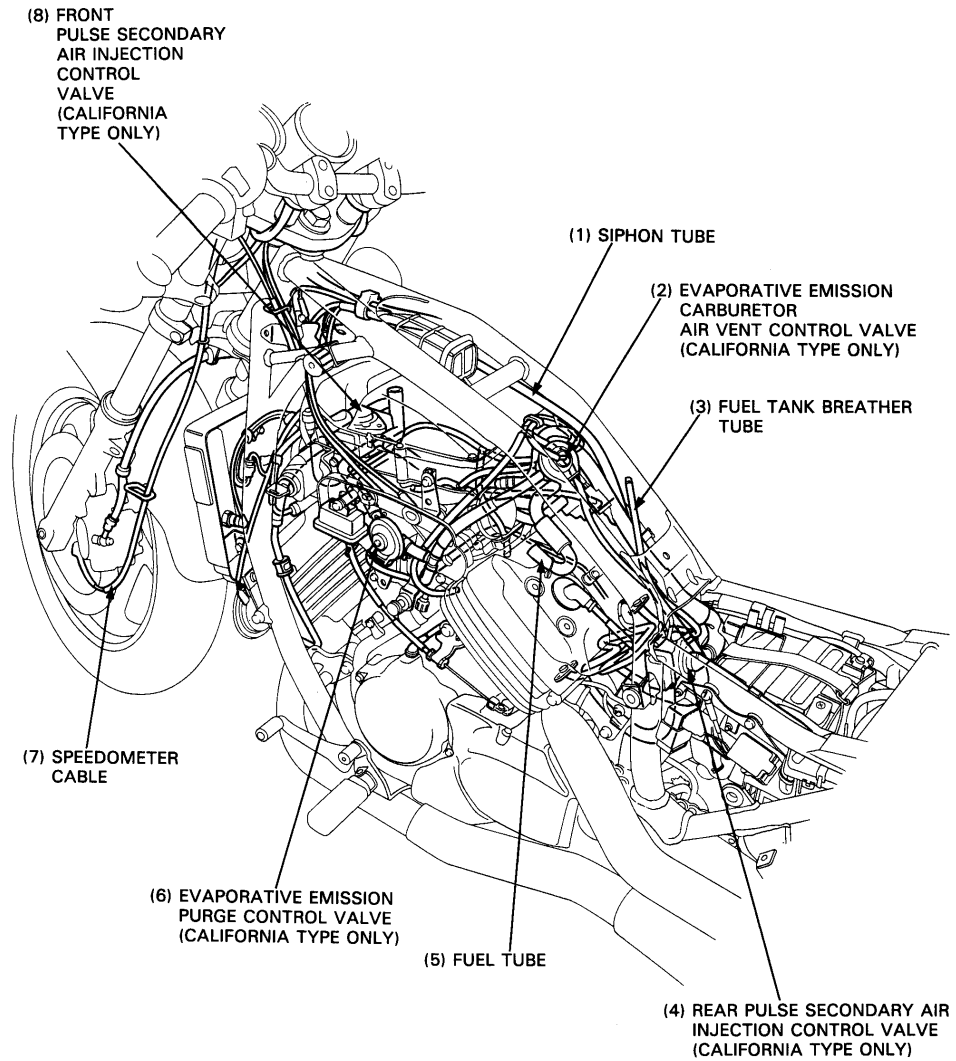 (8) FRONT
PULSE SECONDARY
AIR INJECTION
CONTROL
VALVE
(CALIFORNIA
TYPE ONLY)
(1) SIPHON TUBE
(2) EVAPORATIVE EMISSION
CARBURETOR
AIR VENT CONTROL VALVE
(CALIFORNIA TYPE ONLY)
(3) FUEL TANK BREATHER
TUBE
(7) SPEEDOMETER
CABLE
(6) EVAPORATIVE EMISSION
PURGE CONTROL VALVE
(CALIFORNIA TYPE ONLY)
(5) FUEL TUBE
(4) REAR PULSE SECONDARY AIR
INJECTION CONTROL VALVE
(CALIFORNIA TYPE ONLY)